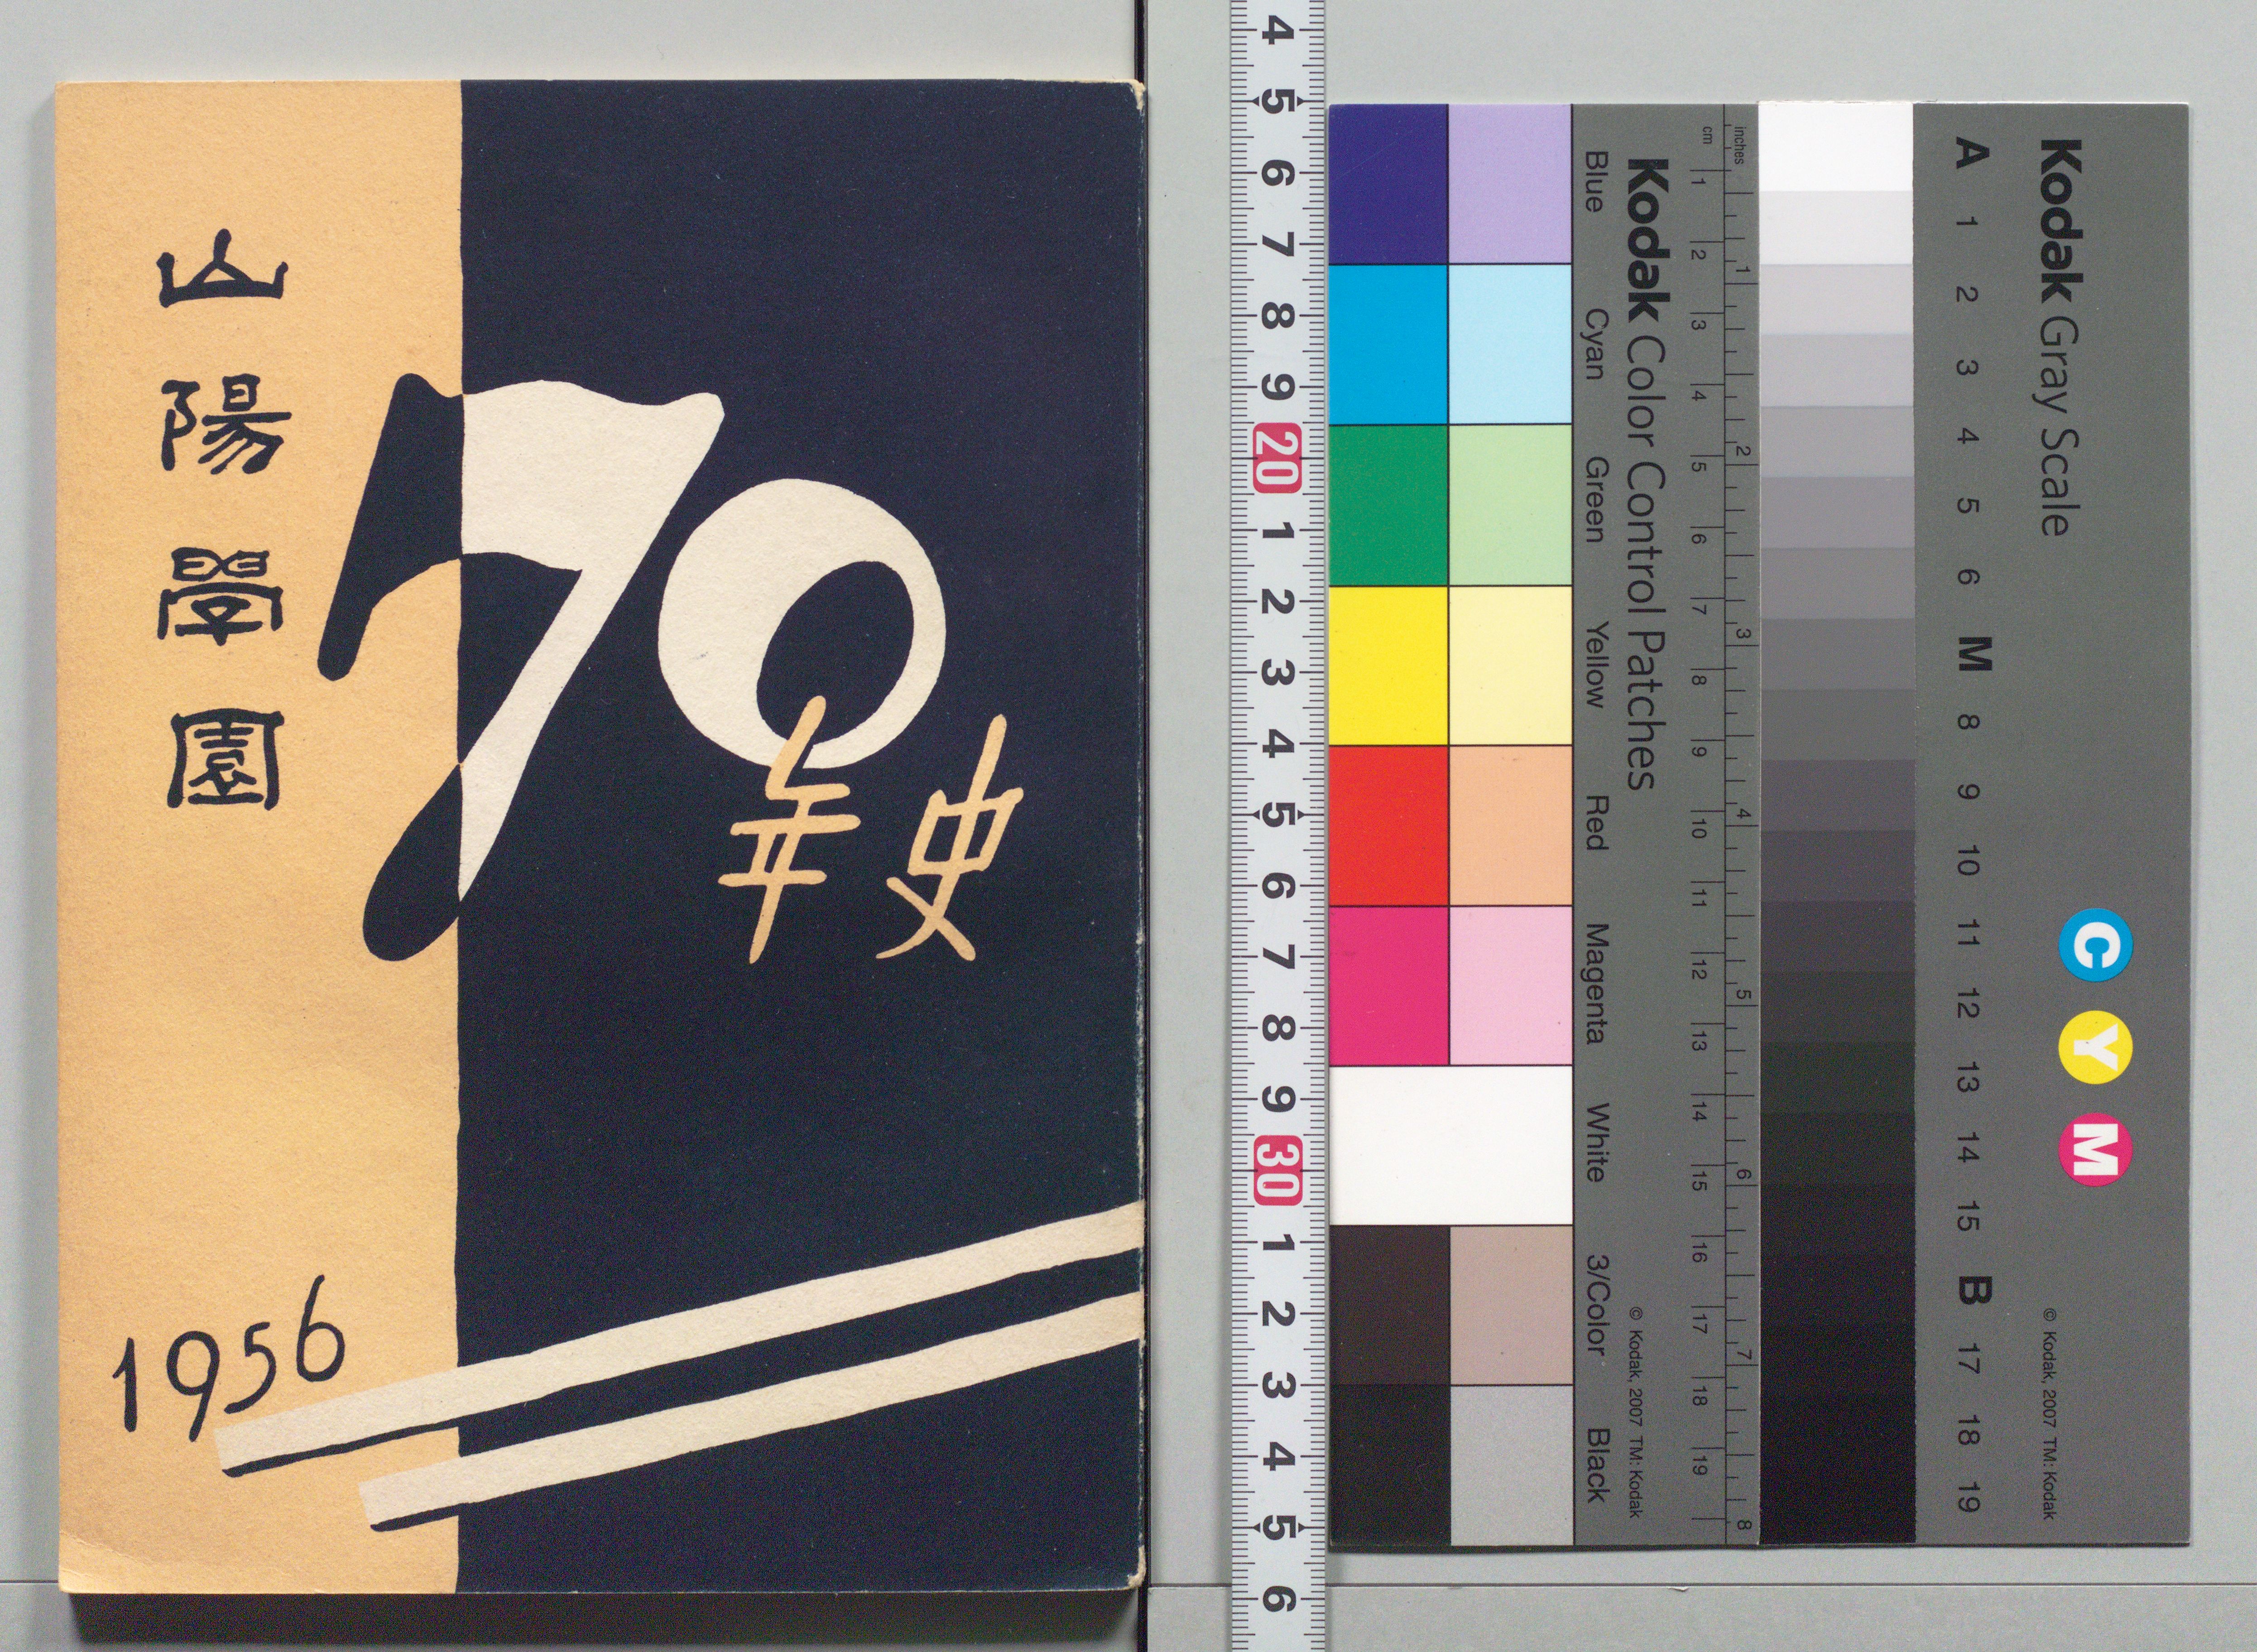 山陽學園
70
年史
1956
4 5 6 7 8 9 20 1 2 3 4 5 6 7 8 9 30 1 2 3 4 5 6
Blue Cyan Green Yellow Red Magenta White 3/Color Black
Kodak Color Control Patches
© Kodak, 2007 TM: Kodak
cm 1 2 3 4 5 6 7 8 9 10 11 12 13 14 15 16 17 18 19
inches 1 2 3 4 5 6 7 8
A 1 2 3 4 5 6 M 8 9 10 11 12 13 14 15 B 17 18 19
Kodak Gray Scale
C Y M
© Kodak, 2007 TM: Kodak